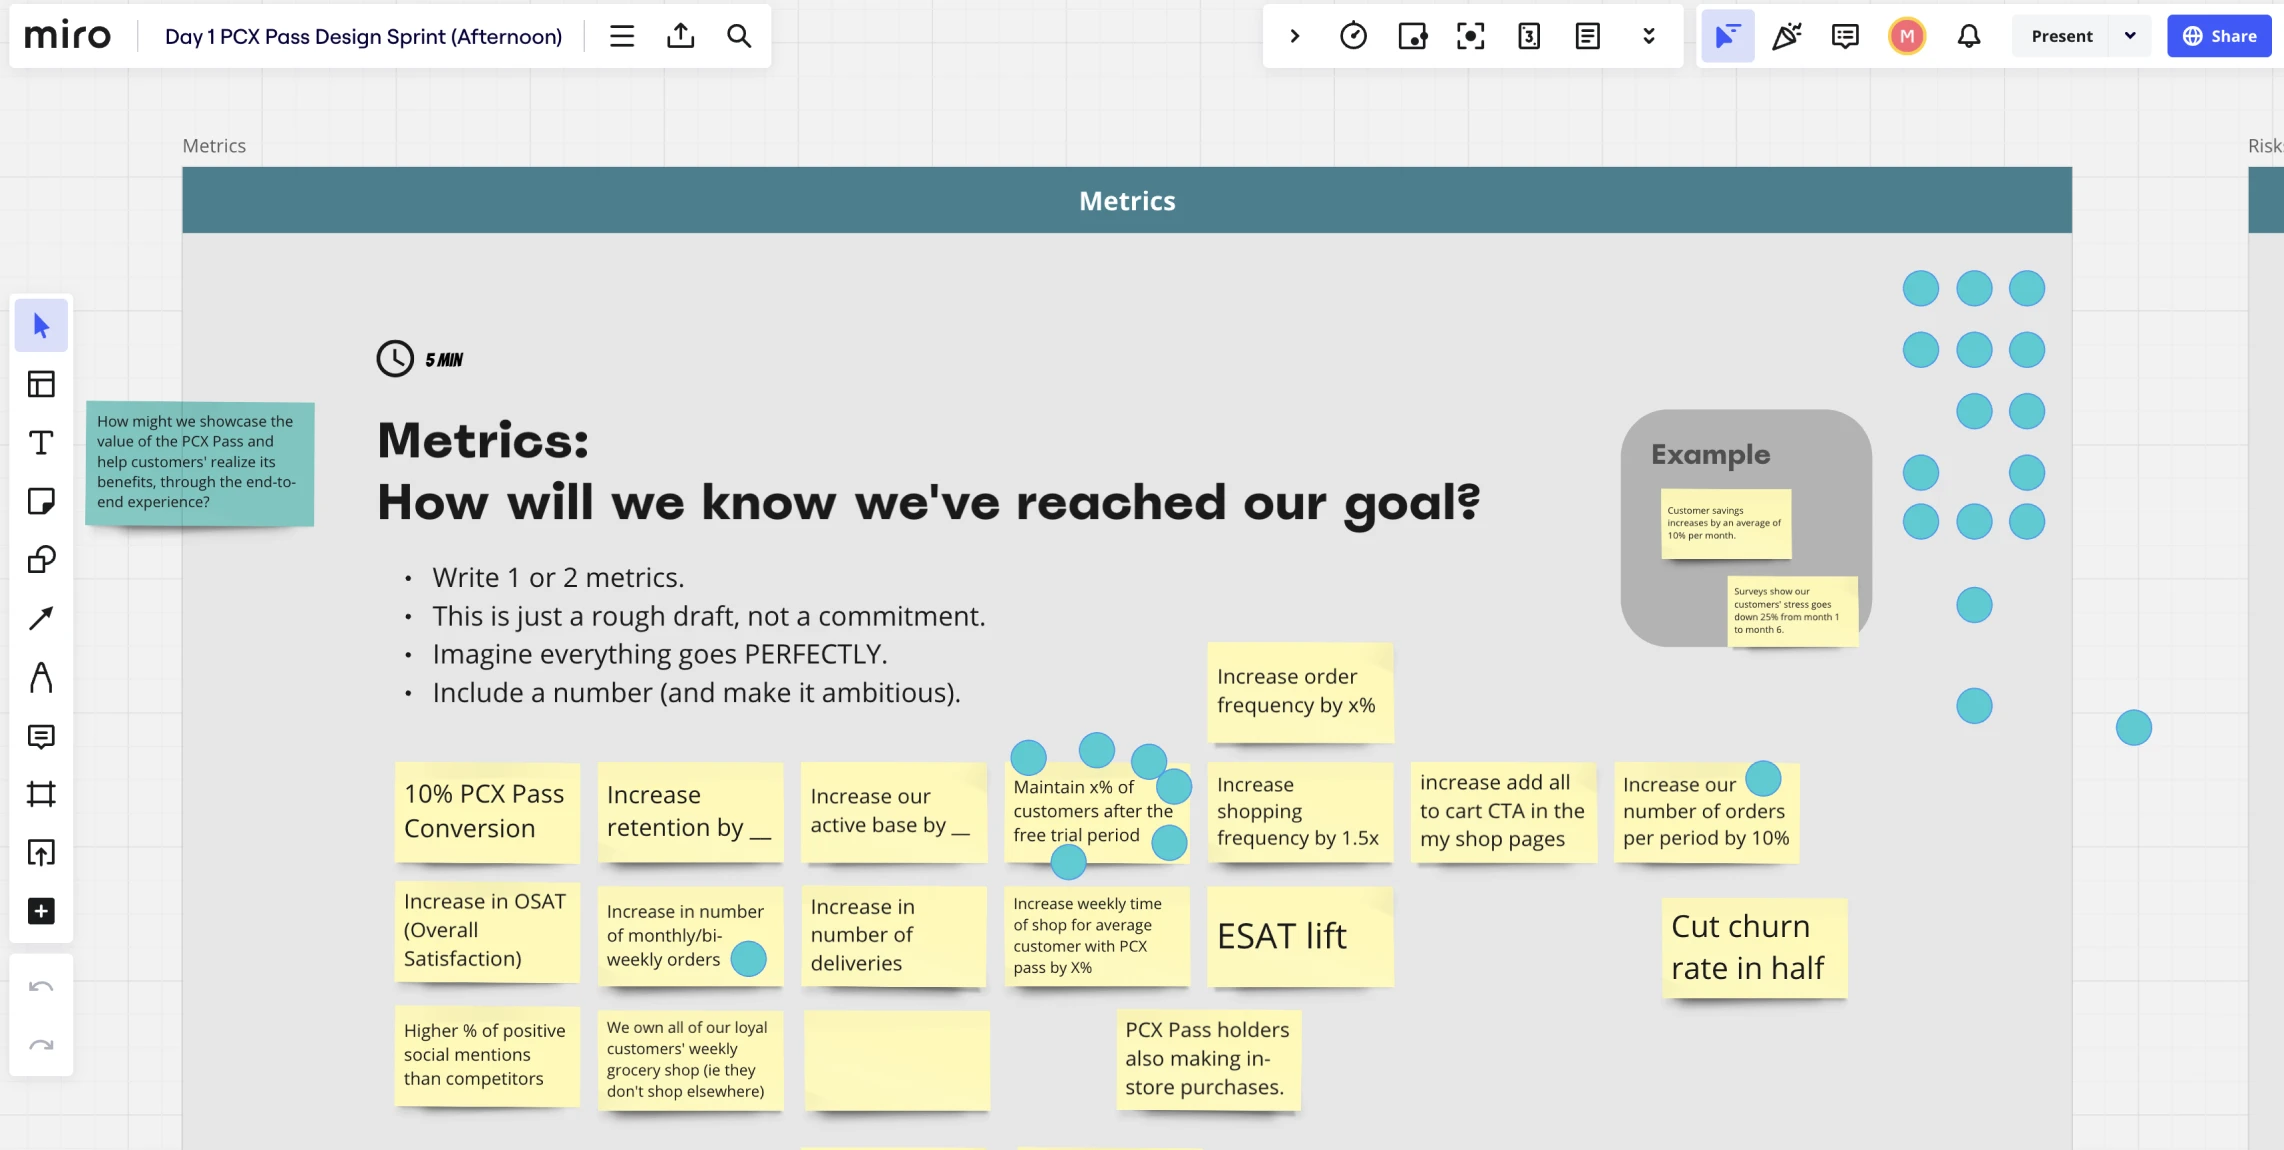 miro
Day 1 PCX Pass Design Sprint (Afternoon)
3
M
Present
Share
Metrics
Metrics
5 MIN
How might we showcase the
value of the PCX Pass and
help customers' realize its
benefits, through the end-to-
end experience?
Metrics:
How will we know we've reached our goal?
• Write 1 or 2 metrics.
• This is just a rough draft, not a commitment.
• Imagine everything goes PERFECTLY.
• Include a number (and make it ambitious).
Example
Customer savings
increases by an average of
10% per month.
Surveys show our
customers' stress goes
down 25% from month 1
to month 6.
Increase order
frequency by x%
10% PCX Pass
Conversion
Increase
retention by __
Increase our
active base by __
Maintain x% of
customers after the
free trial period
Increase
shopping
frequency by 1.5x
increase add all
to cart CTA in the
my shop pages
Increase our
number of orders
per period by 10%
Increase in OSAT
(Overall
Satisfaction)
Increase in number
of monthly/bi-
weekly orders
Increase in
number of
deliveries
Increase weekly time
of shop for average
customer with PCX
pass by X%
ESAT lift
Cut churn
rate in half
Higher % of positive
social mentions
than competitors
We own all of our loyal
customers' weekly
grocery shop (ie they
don't shop elsewhere)
PCX Pass holders
also making in-
store purchases.